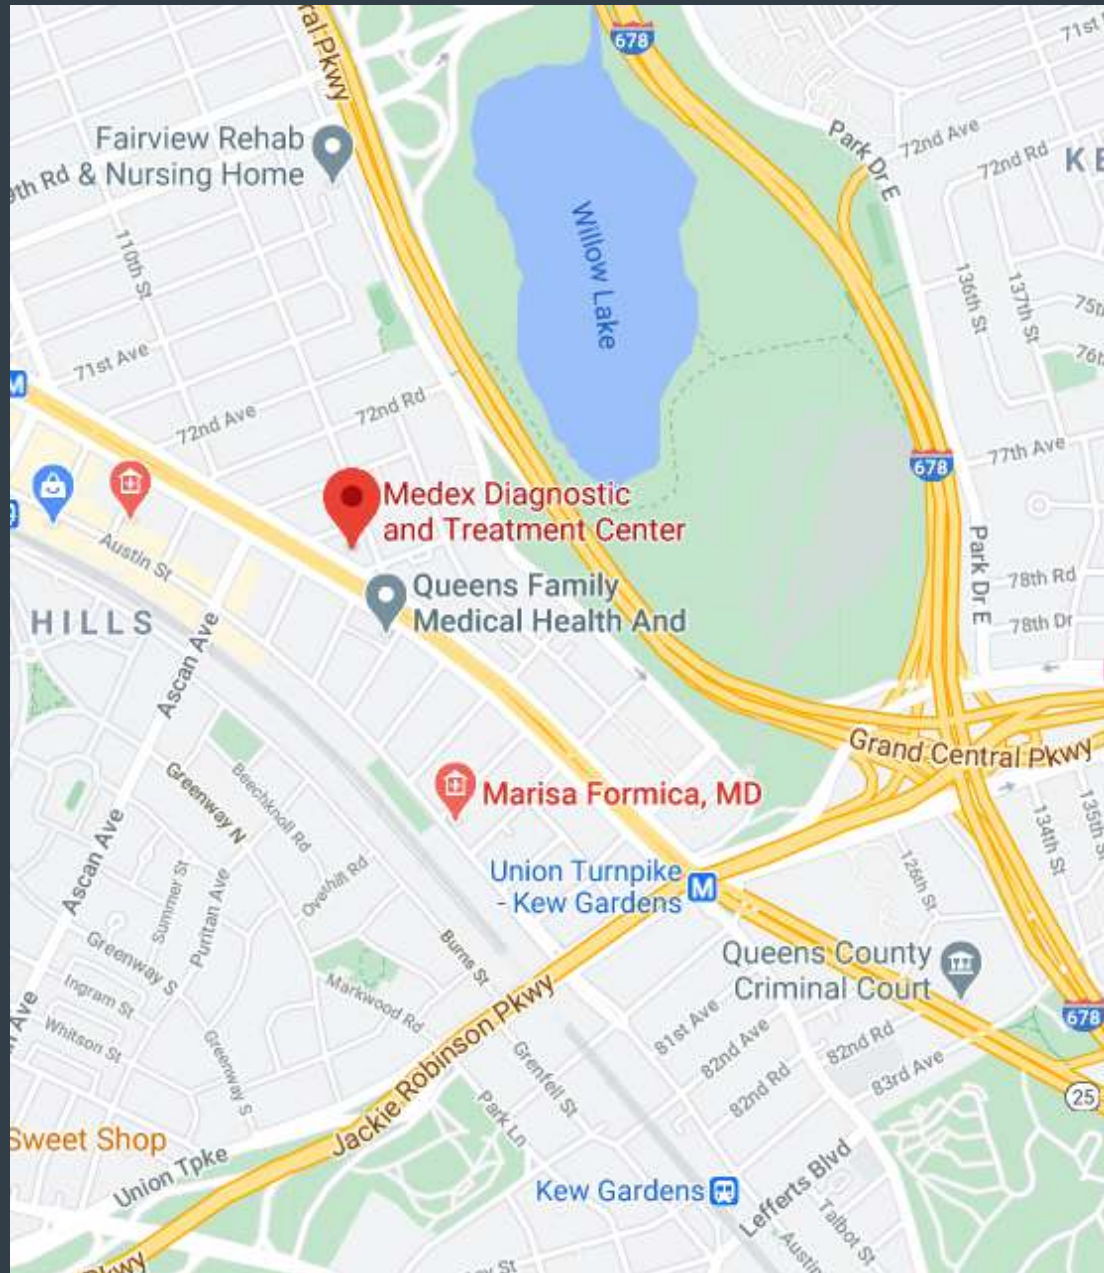 ral Pkwy
678
71st
Fairview Rehab
& Nursing Home
9th Rd
Park Dr E
72nd Ave
72nd Rd
KE
110th St
Willow Lake
136th St
137th St
75th
76th
71st Ave
M
72nd Ave
72nd Rd
678
77th Ave
Medex Diagnostic
and Treatment Center
Austin St
Park Dr E
78th Rd
78th Dr
Queens Family
Medical Health And
HILLS
Ascan Ave
Grand Central Pkwy
Greenway N
Beechknoll Rd
Marisa Formica, MD
134th St
135th S
Ascan Ave
Summer St
Puritan Ave
Overhill Rd
126th St
Union Turnpike
- Kew Gardens
M
Greenway S
Burns St
Queens County
Criminal Court
Ingram St
Markwood Rd
Jackie Robinson Pkwy
678
n Ave
Whitson St
Greenway S
Grenfell St
81st Ave
82nd Ave
82nd Rd
82nd Rd
83rd Ave
25
Park Ln
Sweet Shop
Union Tpke
Kew Gardens
Lefferts Blvd
Talbot St
Austin
Pkwy
St